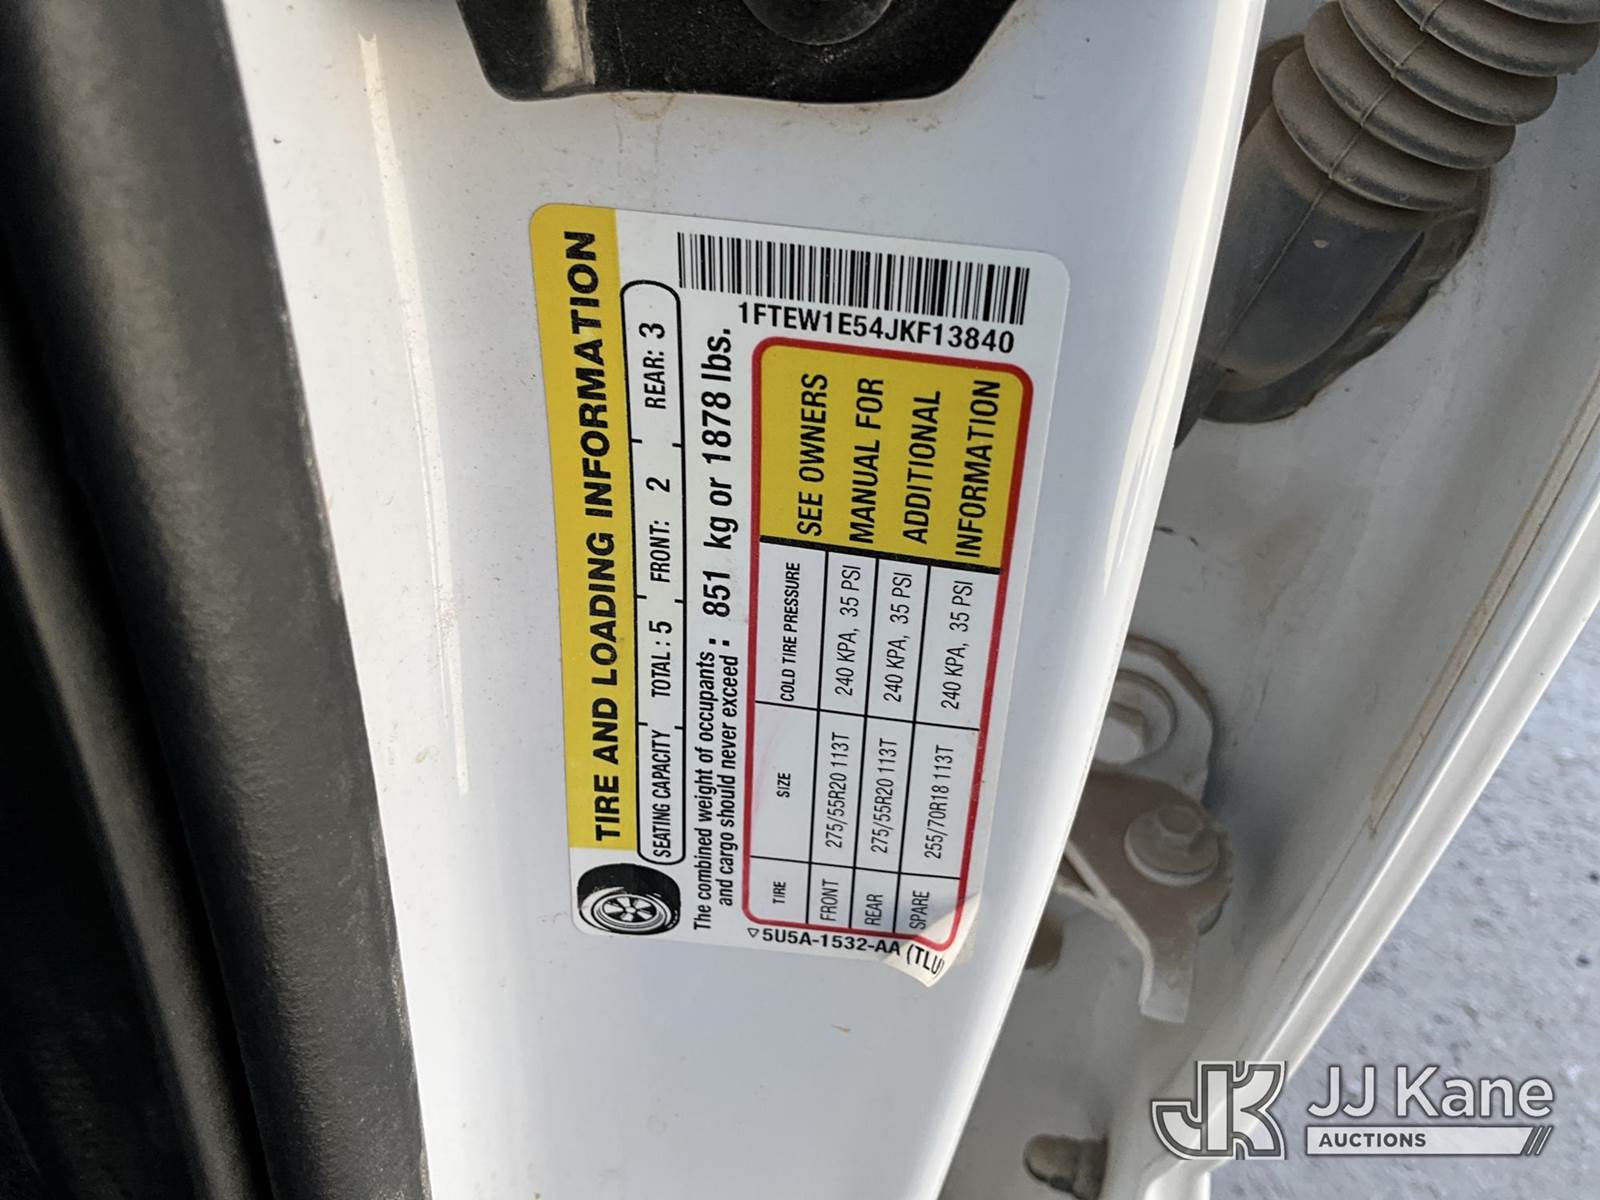 TIRE AND LOADING INFORMATION
SEATING CAPACITY TOTAL: 5 FRONT: 2 REAR: 3
The combined weight of occupants and cargo should never exceed : 851 kg or 1878 lbs.
1FTEW1E54JKF13840
TIRE SIZE COLD TIRE PRESSURE
FRONT 275/55R20 113T 240 KPA, 35 PSI
REAR 275/55R20 113T 240 KPA, 35 PSI
SPARE 255/70R18 113T 240 KPA, 35 PSI
SEE OWNERS
MANUAL FOR
ADDITIONAL
INFORMATION
5U5A-1532-AA (TLU)
JK
JJ Kane
AUCTIONS